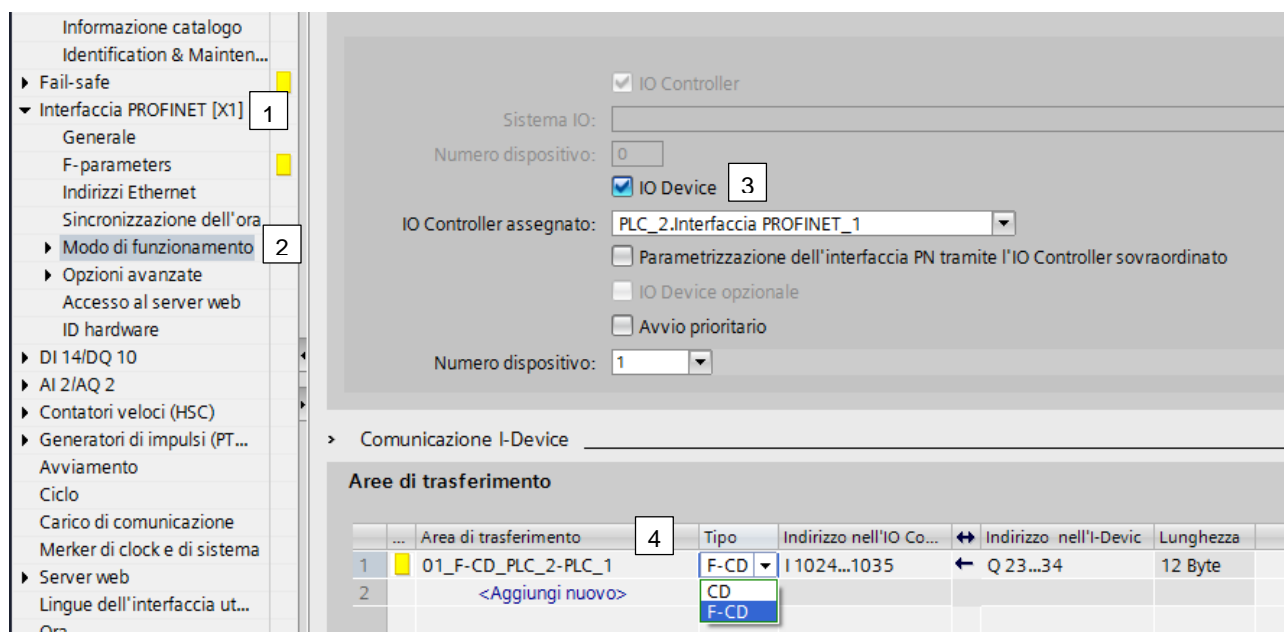 Informazione catalogo
Identification & Mainten...
Fail-safe
Interfaccia PROFINET [X1] 1
Generale
F-parameters
Indirizzi Ethernet
Sincronizzazione dell'ora
Modo di funzionamento 2
Opzioni avanzate
Accesso al server web
ID hardware
DI 14/DQ 10
AI 2/AQ 2
Contatori veloci (HSC)
Generatori di impulsi (PT...
Avviamento
Ciclo
Carico di comunicazione
Merker di clock e di sistema
Server web
Lingue dell'interfaccia ut...
Ora
IO Controller
Sistema IO:
Numero dispositivo: 0
IO Device 3
IO Controller assegnato: PLC_2.Interfaccia PROFINET_1
Parametrizzazione dell'interfaccia PN tramite l'IO Controller sovraordinato
IO Device opzionale
Avvio prioritario
Numero dispositivo: 1
Comunicazione I-Device
Aree di trasferimento
... Area di trasferimento 4 Tipo Indirizzo nell'IO Co... ↔ Indirizzo nell'I-Devic Lunghezza
1 01_F-CD_PLC_2-PLC_1 F-CD I 1024...1035 ← Q 23...34 12 Byte
2 <Aggiungi nuovo> CD
F-CD